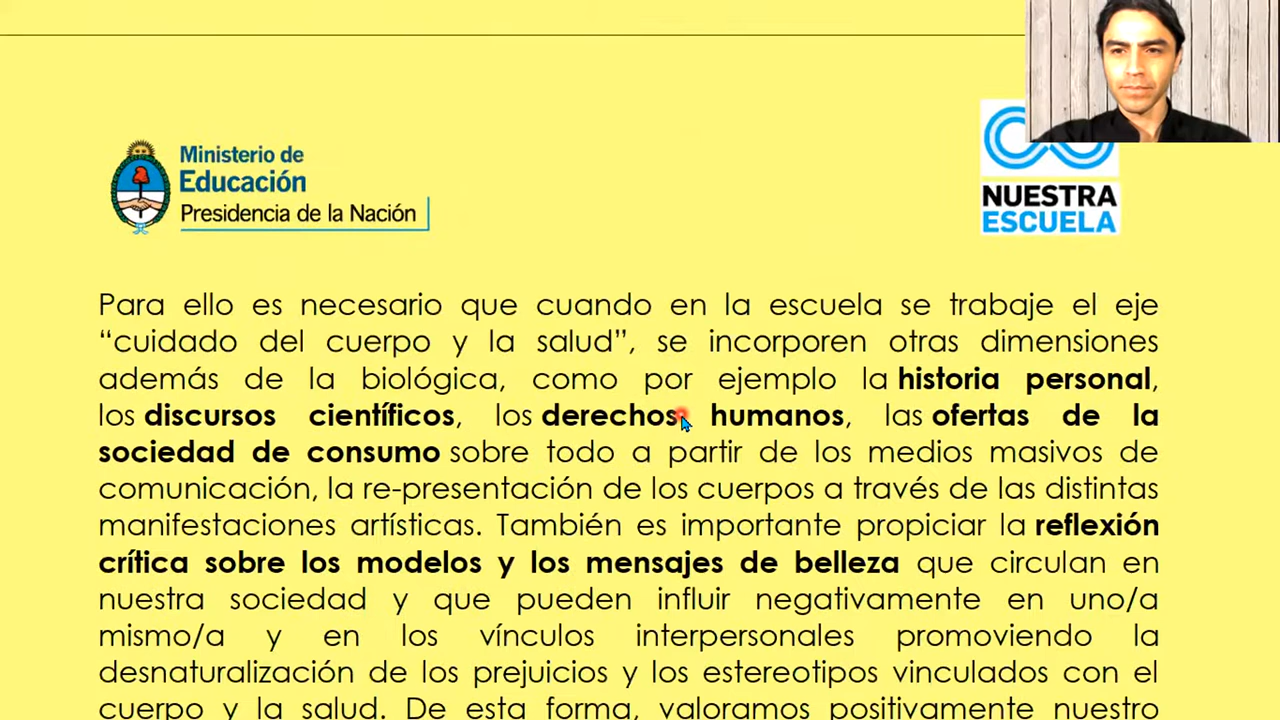 Ministerio de
Educación
Presidencia de la Nación
NUESTRA
ESCUELA
Para ello es necesario que cuando en la escuela se trabaje el eje
“cuidado del cuerpo y la salud”, se incorporen otras dimensiones
además de la biológica, como por ejemplo la historia personal,
los discursos científicos, los derechos humanos, las ofertas de la
sociedad de consumo sobre todo a partir de los medios masivos de
comunicación, la re-presentación de los cuerpos a través de las distintas
manifestaciones artísticas. También es importante propiciar la reflexión
crítica sobre los modelos y los mensajes de belleza que circulan en
nuestra sociedad y que pueden influir negativamente en uno/a
mismo/a y en los vínculos interpersonales promoviendo la
desnaturalización de los prejuicios y los estereotipos vinculados con el
cuerpo y la salud. De esta forma, valoramos positivamente nuestro